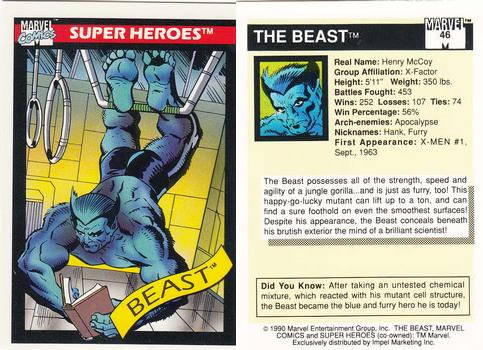 MARVEL
COMICS
SUPER HEROES™
BEAST™
THE BEAST™
MARVEL™
46
Real Name: Henry McCoy
Group Affiliation: X-Factor
Height: 5'11" Weight: 350 lbs.
Battles Fought: 453
Wins: 252 Losses: 107 Ties: 74
Win Percentage: 56%
Arch-enemies: Apocalypse
Nicknames: Hank, Furry
First Appearance: X-MEN #1,
Sept., 1963
The Beast possesses all of the strength, speed and
agility of a jungle gorilla...and is just as furry, too! This
happy-go-lucky mutant can lift up to a ton, and can
find a sure foothold on even the smoothest surfaces!
Despite his appearance, the Beast conceals beneath
his brutish exterior the mind of a brilliant scientist!
Did You Know: After taking an untested chemical
mixture, which reacted with his mutant cell structure,
the Beast became the blue and furry hero he is today!
© 1990 Marvel Entertainment Group, Inc. THE BEAST, MARVEL
COMICS and SUPER HEROES (co-owned): TM Marvel.
Exclusively distributed by Impel Marketing Inc.